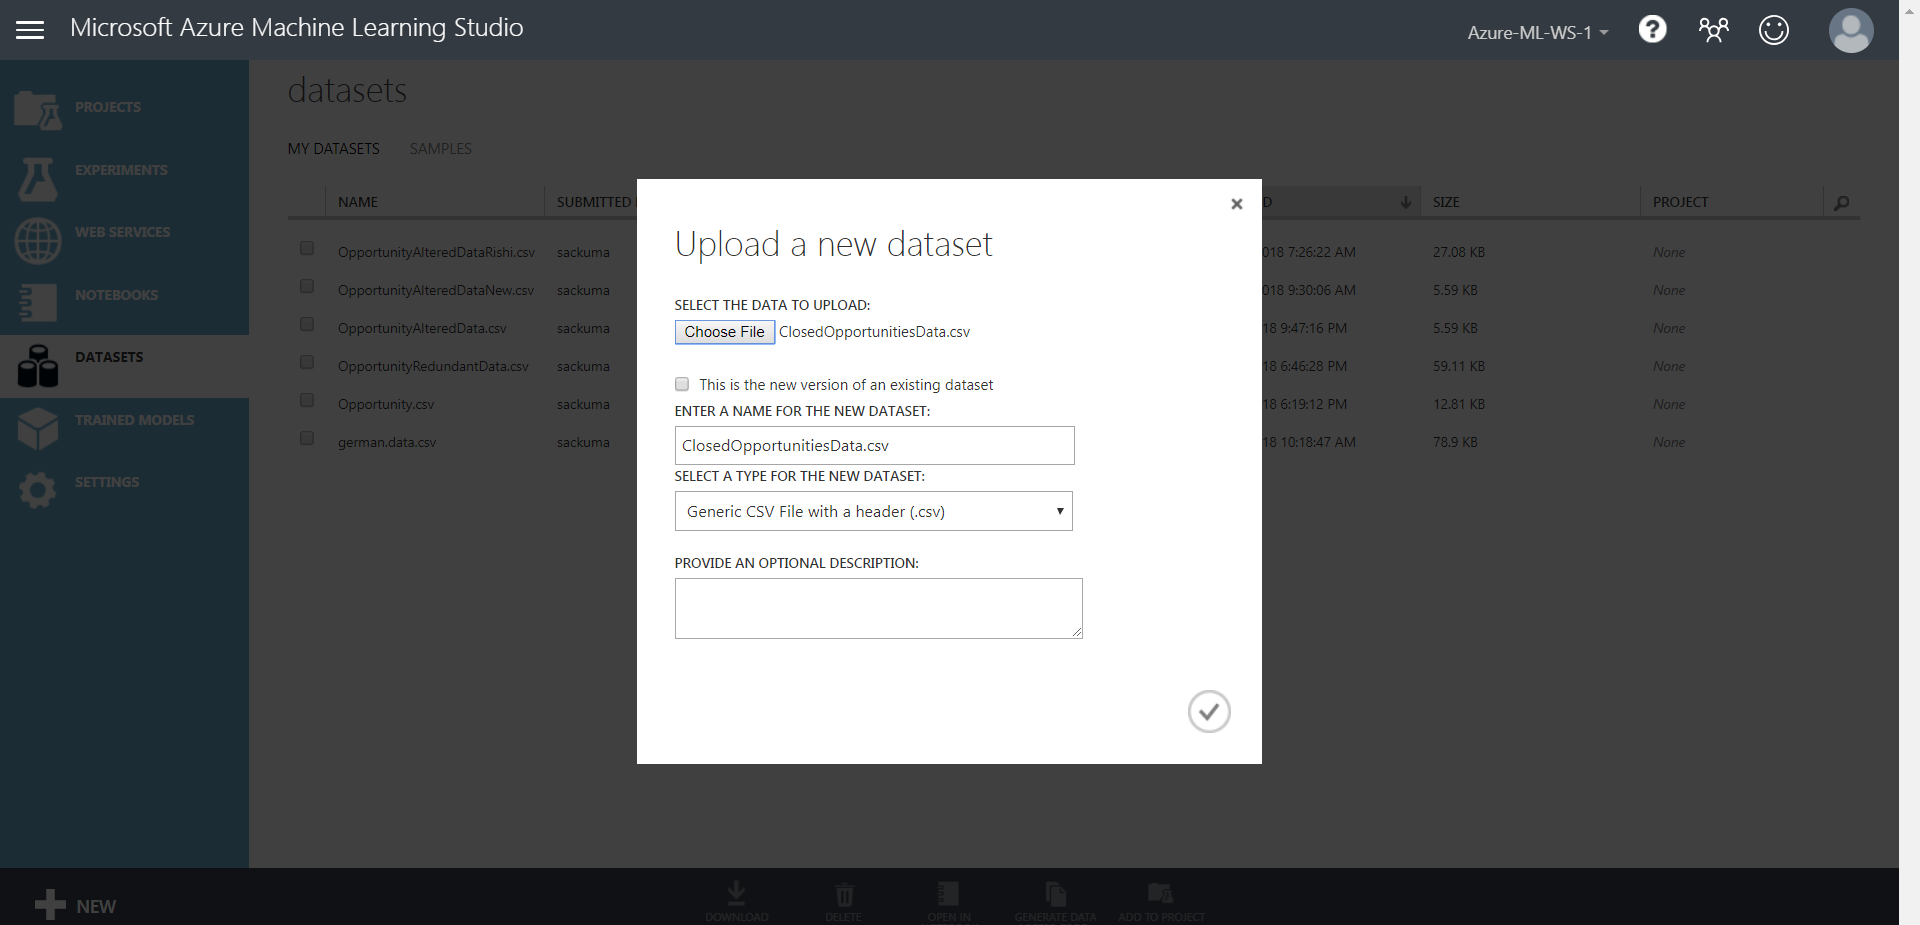 Microsoft Azure Machine Learning Studio
Azure-ML-WS-1
?
PROJECTS
EXPERIMENTS
WEB SERVICES
NOTEBOOKS
DATASETS
TRAINED MODELS
SETTINGS
datasets
MY DATASETS SAMPLES
NAME SUBMITTED D SIZE PROJECT
OpportunityAlteredDataRishi.csv sackuma 018 7:26:22 AM 27.08 KB None
OpportunityAlteredDataNew.csv sackuma 018 9:30:06 AM 5.59 KB None
OpportunityAlteredData.csv sackuma 18 9:47:16 PM 5.59 KB None
OpportunityRedundantData.csv sackuma 18 6:46:28 PM 59.11 KB None
Opportunity.csv sackuma 18 6:19:12 PM 12.81 KB None
german.data.csv sackuma 18 10:18:47 AM 78.9 KB None
Upload a new dataset
SELECT THE DATA TO UPLOAD:
Choose File ClosedOpportunitiesData.csv
This is the new version of an existing dataset
ENTER A NAME FOR THE NEW DATASET:
ClosedOpportunitiesData.csv
SELECT A TYPE FOR THE NEW DATASET:
Generic CSV File with a header (.csv)
PROVIDE AN OPTIONAL DESCRIPTION:
NEW
DOWNLOAD DELETE OPEN IN GENERATE DATA ADD TO PROJECT